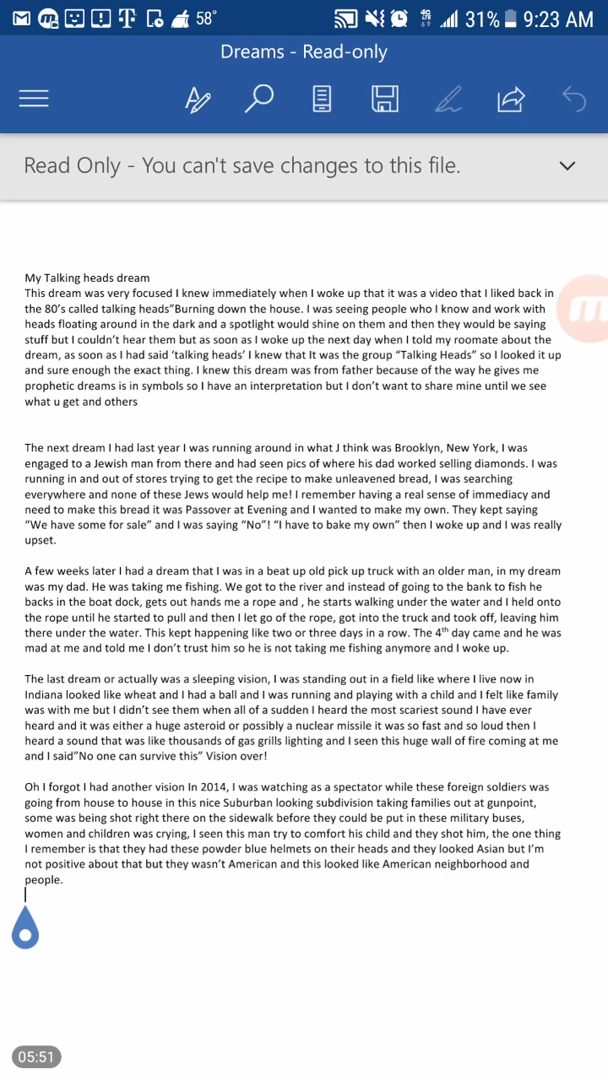 58°
31%
9:23 AM
Dreams - Read-only
Read Only - You can't save changes to this file.
My Talking heads dream
This dream was very focused I knew immediately when I woke up that it was a video that I liked back in
the 80's called talking heads"Burning down the house. I was seeing people who I know and work with
heads floating around in the dark and a spotlight would shine on them and then they would be saying
stuff but I couldn't hear them but as soon as I woke up the next day when I told my roomate about the
dream, as soon as I had said 'talking heads' I knew that It was the group "Talking Heads" so I looked it up
and sure enough the exact thing. I knew this dream was from father because of the way he gives me
prophetic dreams is in symbols so I have an interpretation but I don't want to share mine until we see
what u get and others
The next dream I had last year I was running around in what J think was Brooklyn, New York, I was
engaged to a Jewish man from there and had seen pics of where his dad worked selling diamonds. I was
running in and out of stores trying to get the recipe to make unleavened bread, I was searching
everywhere and none of these Jews would help me! I remember having a real sense of immediacy and
need to make this bread it was Passover at Evening and I wanted to make my own. They kept saying
"We have some for sale" and I was saying "No"! "I have to bake my own" then I woke up and I was really
upset.
A few weeks later I had a dream that I was in a beat up old pick up truck with an older man, in my dream
was my dad. He was taking me fishing. We got to the river and instead of going to the bank to fish he
backs in the boat dock, gets out hands me a rope and , he starts walking under the water and I held onto
the rope until he started to pull and then I let go of the rope, got into the truck and took off, leaving him
there under the water. This kept happening like two or three days in a row. The 4th day came and he was
mad at me and told me I don't trust him so he is not taking me fishing anymore and I woke up.
The last dream or actually was a sleeping vision, I was standing out in a field like where I live now in
Indiana looked like wheat and I had a ball and I was running and playing with a child and I felt like family
was with me but I didn't see them when all of a sudden I heard the most scariest sound I have ever
heard and it was either a huge asteroid or possibly a nuclear missile it was so fast and so loud then I
heard a sound that was like thousands of gas grills lighting and I seen this huge wall of fire coming at me
and I said"No one can survive this" Vision over!
Oh I forgot I had another vision In 2014, I was watching as a spectator while these foreign soldiers was
going from house to house in this nice Suburban looking subdivision taking families out at gunpoint,
some was being shot right there on the sidewalk before they could be put in these military buses,
women and children was crying, I seen this man try to comfort his child and they shot him, the one thing
I remember is that they had these powder blue helmets on their heads and they looked Asian but I'm
not positive about that but they wasn't American and this looked like American neighborhood and
people.
05:51